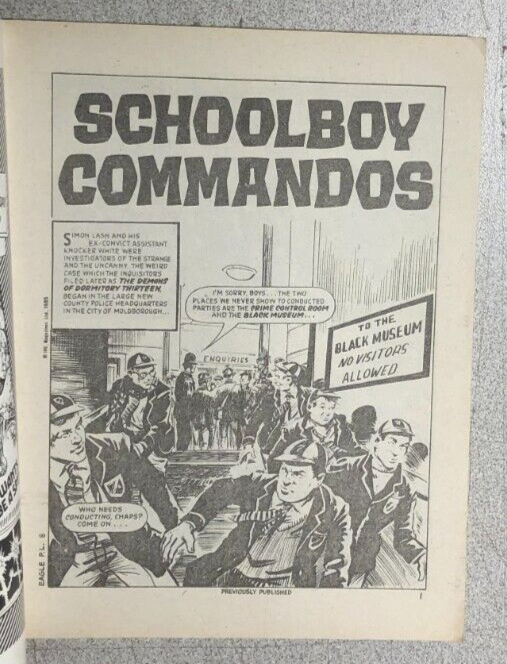 SCHOOLBOY
COMMANDOS
SIMON LASH AND HIS
EX-CONVICT ASSISTANT
KNOCKER WHITE WERE
INVESTIGATORS OF THE STRANGE
AND THE UNCANNY. THE WEIRD
CASE WHICH THE INQUISITORS
FILED LATER AS THE DEMONS
OF DORMITORY THIRTEEN,
BEGAN IN THE LARGE NEW
COUNTY POLICE HEADQUARTERS
IN THE CITY OF MOLDBOROUGH...
I'M SORRY, BOYS... THE TWO
PLACES WE NEVER SHOW TO CONDUCTED
PARTIES ARE THE CRIME CONTROL ROOM
AND THE BLACK MUSEUM...
ENQUIRIES
TO THE
BLACK MUSEUM
NO VISITORS
ALLOWED
WHO NEEDS
CONDUCTING, CHAPS?
COME ON...
Ltd. 1985
EAGLE P.L. 8
PREVIOUSLY PUBLISHED
1